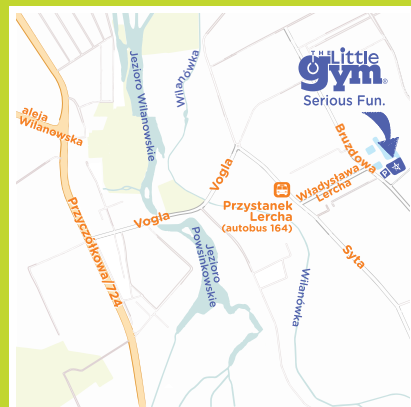 THE Little
gym®
Serious Fun.
Jezioro Wilanowskie
Wilanówka
aleja
Wilanowska
Bruzdowa
P
Vogla
Władysława
Lercha
Przystanek
Lercha
(autobus 164)
Przyczółkowa/724
Vogla
Syta
Jezioro
Powsinkowskie
Wilanówka